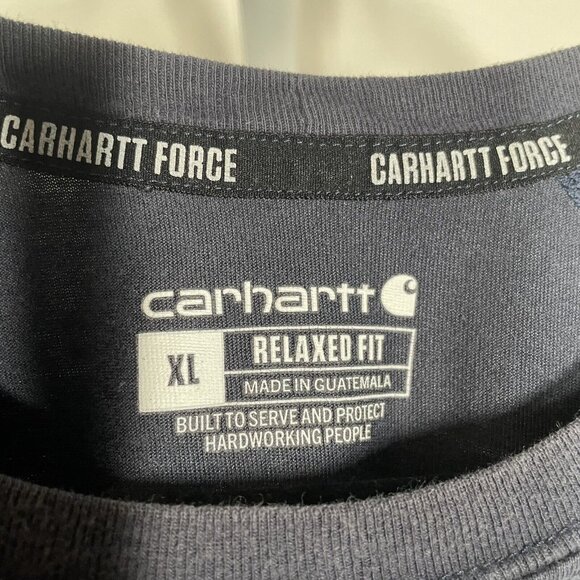 CARHARTT FORCE CARHARTT FORCE
carhartt
XL RELAXED FIT
MADE IN GUATEMALA
BUILT TO SERVE AND PROTECT
HARDWORKING PEOPLE